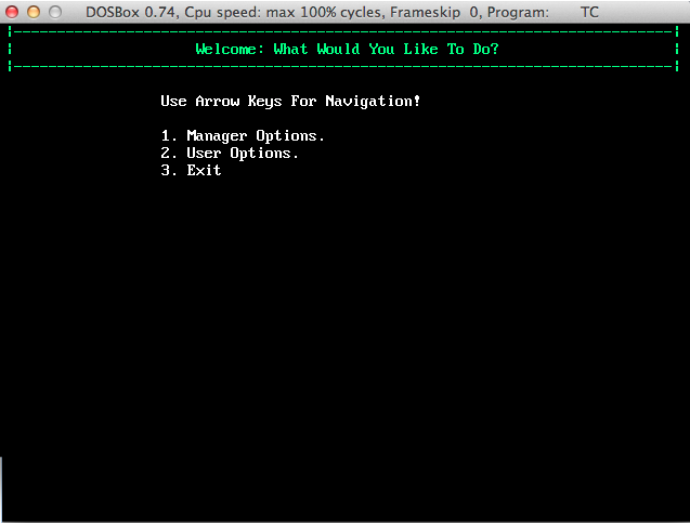 DOSBox 0.74, Cpu speed: max 100% cycles, Frameskip 0, Program: TC
Welcome: What Would You Like To Do?
Use Arrow Keys For Navigation!
1. Manager Options.
2. User Options.
3. Exit